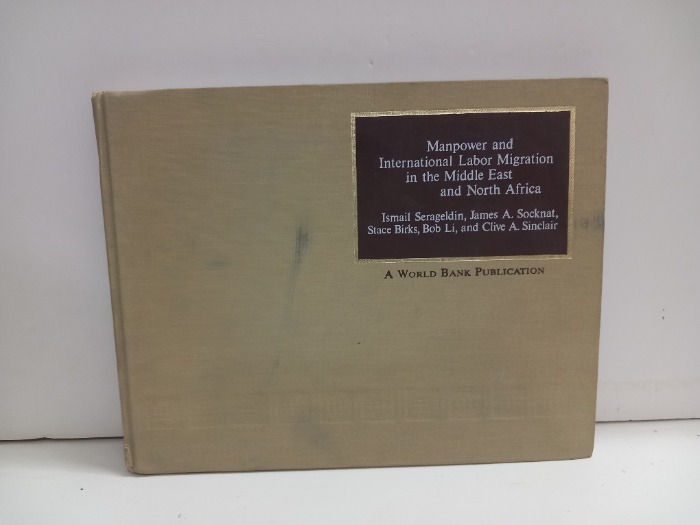 Manpower and
International Labor Migration
in the Middle East
and North Africa
Ismail Serageldin, James A. Socknat,
Stace Birks, Bob Li, and Clive A. Sinclair
A WORLD BANK PUBLICATION